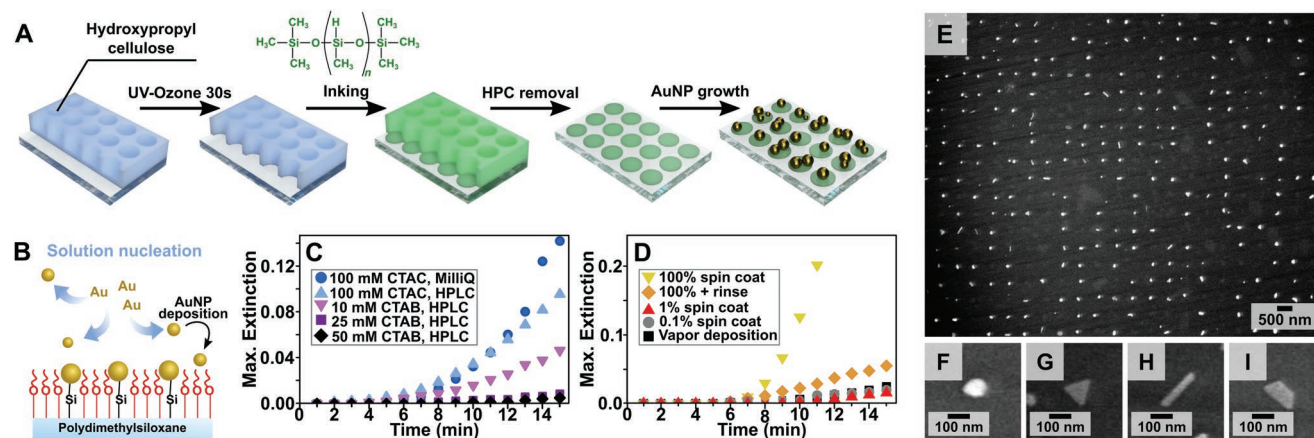 A
Hydroxypropyl
cellulose
UV-Ozone 30s
Inking
HPC removal
AuNP growth
CH3 H CH3
H3C Si O Si O Si CH3
CH3 CH3 n CH3
B
Solution nucleation
Au
Au
Au
AuNP
deposition
Si Si Si
Polydimethylsiloxane
C
Max. Extinction
0.12
0.08
0.04
0.00
100 mM CTAC, MilliQ
100 mM CTAC, HPLC
10 mM CTAB, HPLC
25 mM CTAB, HPLC
50 mM CTAB, HPLC
0 2 4 6 8 10 12 14
Time (min)
D
Max. Extinction
0.2
0.1
0.0
100% spin coat
100% + rinse
1% spin coat
0.1% spin coat
Vapor deposition
0 2 4 6 8 10 12 14
Time (min)
E
500 nm
F
100 nm
G
100 nm
H
100 nm
I
100 nm